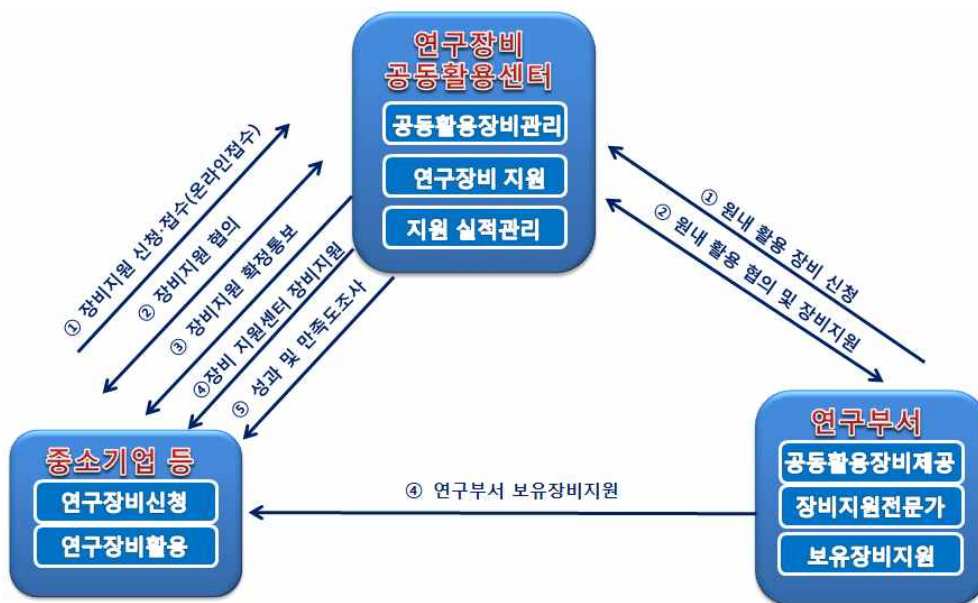 연구장비
공동활용센터
공동활용장비관리
연구장비 지원
지원 실적관리
① 장비지원 신청·접수(온라인접수)
② 장비지원 협의
③ 장비지원 확정통보
④장비 지원센터 장비지원
⑤ 성과 및 만족도조사
① 원내 활용 장비 신청
② 원내 활용 협의 및 장비지원
중소기업 등
연구장비신청
연구장비활용
④ 연구부서 보유장비지원
연구부서
공동활용장비제공
장비지원전문가
보유장비지원